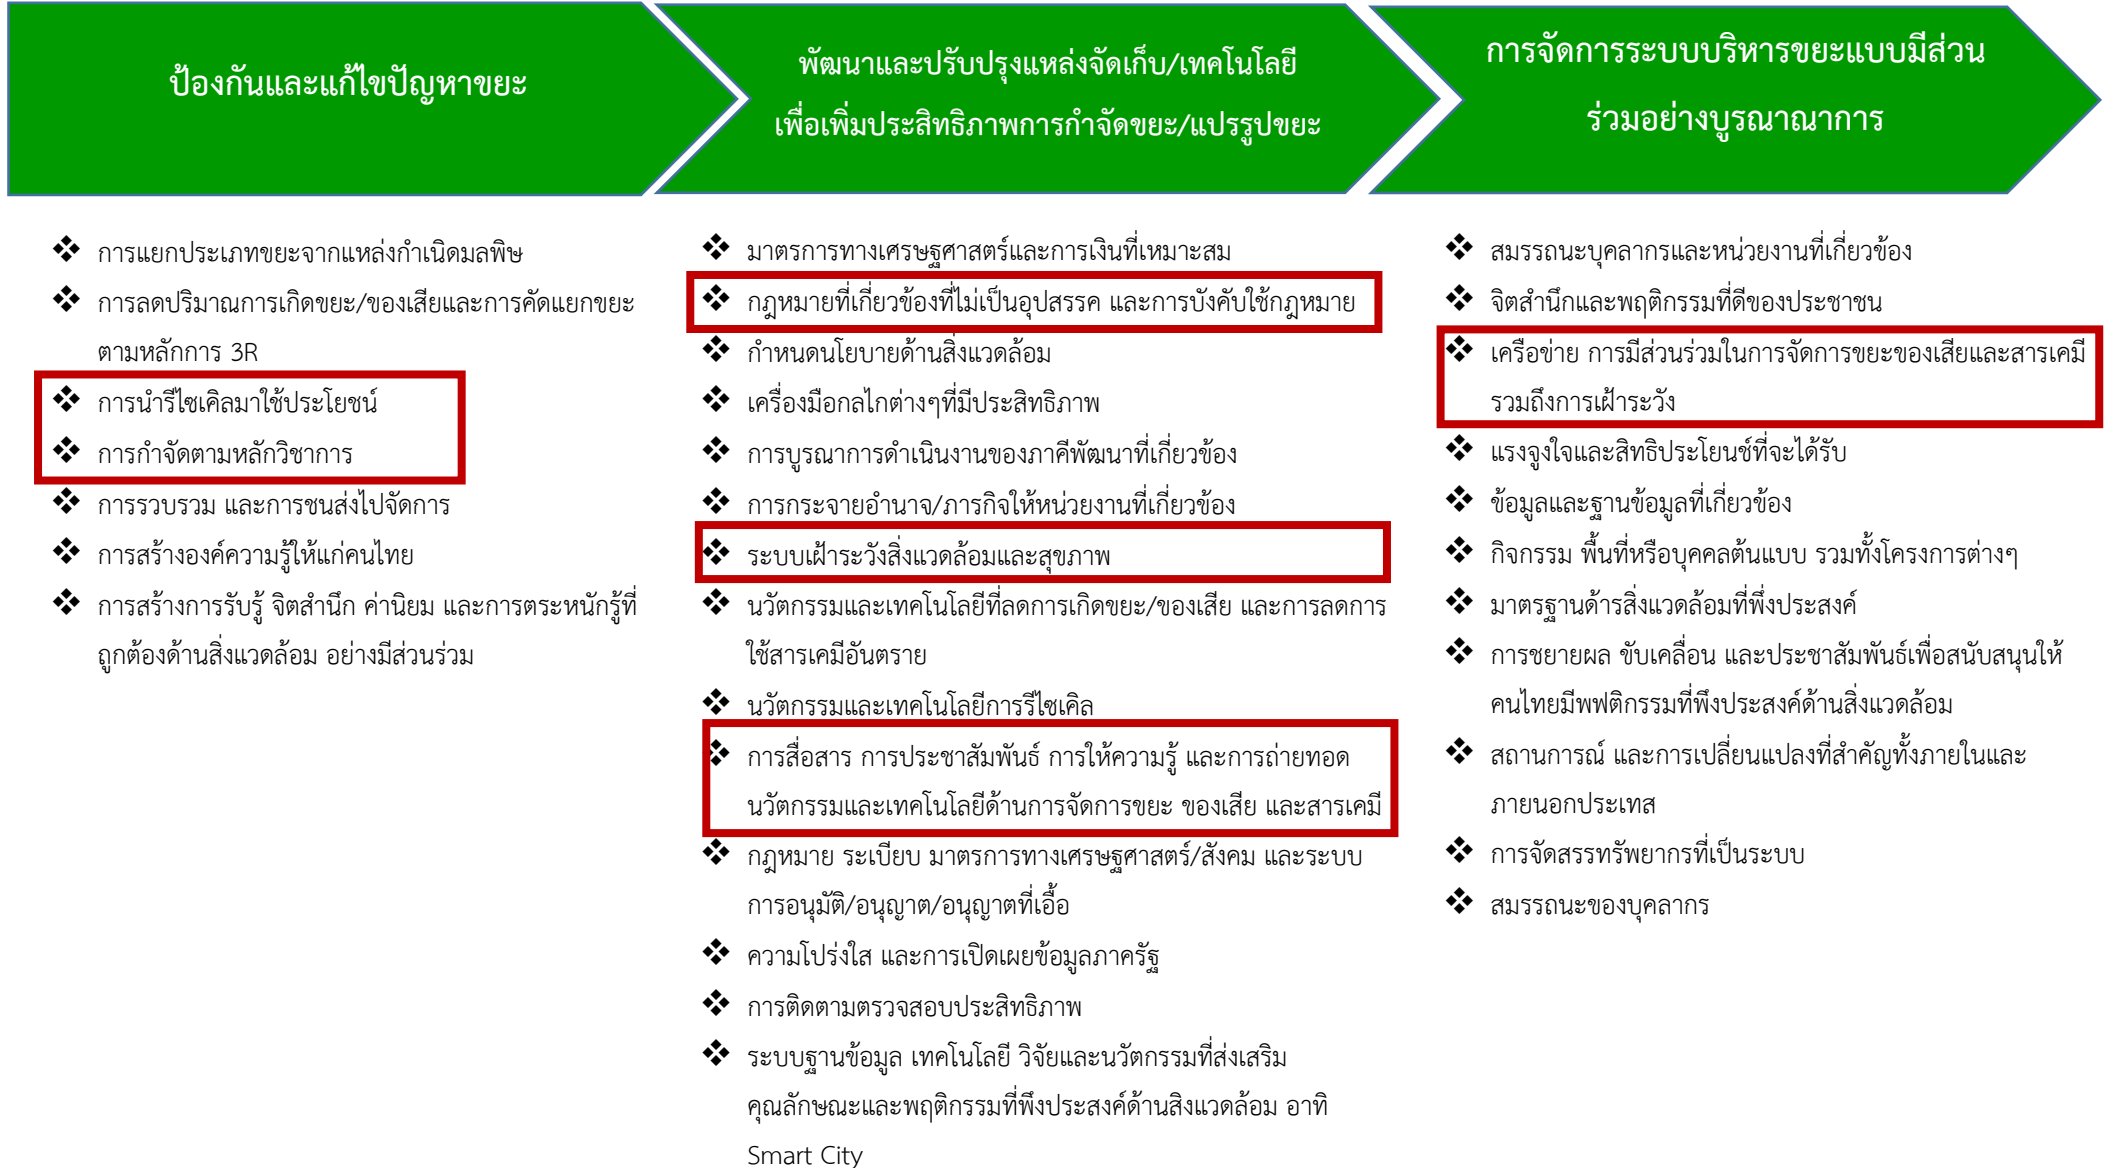 ป้องกันและแก้ไขปัญหาขยะ
พัฒนาและปรับปรุงแหล่งจัดเก็บ/เทคโนโลยี
เพื่อเพิ่มประสิทธิภาพการกำจัดขยะ/แปรรูปขยะ
การจัดการระบบบริหารขยะแบบมีส่วน
ร่วมอย่างบูรณาณาการ
❖ การแยกประเภทขยะจากแหล่งกำเนิดมลพิษ
❖ การลดปริมาณการเกิดขยะ/ของเสียและการคัดแยกขยะ
ตามหลักการ 3R
❖ การนำรีไซเคิลมาใช้ประโยชน์
❖ การกำจัดตามหลักวิชาการ
❖ การรวบรวม และการชนส่งไปจัดการ
❖ การสร้างองค์ความรู้ให้แก่คนไทย
❖ การสร้างการรับรู้ จิตสำนึก ค่านิยม และการตระหนักรู้ที่
ถูกต้องด้านสิ่งแวดล้อม อย่างมีส่วนร่วม
❖ มาตรการทางเศรษฐศาสตร์และการเงินที่เหมาะสม
❖ กฎหมายที่เกี่ยวข้องที่ไม่เป็นอุปสรรค และการบังคับใช้กฎหมาย
❖ กำหนดนโยบายด้านสิ่งแวดล้อม
❖ เครื่องมือกลไกต่างๆที่มีประสิทธิภาพ
❖ การบูรณาการดำเนินงานของภาคีพัฒนาที่เกี่ยวข้อง
❖ การกระจายอำนาจ/ภารกิจให้หน่วยงานที่เกี่ยวข้อง
❖ ระบบเฝ้าระวังสิ่งแวดล้อมและสุขภาพ
❖ นวัตกรรมและเทคโนโลยีที่ลดการเกิดขยะ/ของเสีย และการลดการ
ใช้สารเคมีอันตราย
❖ นวัตกรรมและเทคโนโลยีการรีไซเคิล
❖ การสื่อสาร การประชาสัมพันธ์ การให้ความรู้ และการถ่ายทอด
นวัตกรรมและเทคโนโลยีด้านการจัดการขยะ ของเสีย และสารเคมี
❖ กฎหมาย ระเบียบ มาตรการทางเศรษฐศาสตร์/สังคม และระบบ
การอนุมัติ/อนุญาต/อนุญาตที่เอื้อ
❖ ความโปร่งใส และการเปิดเผยข้อมูลภาครัฐ
❖ การติดตามตรวจสอบประสิทธิภาพ
❖ ระบบฐานข้อมูล เทคโนโลยี วิจัยและนวัตกรรมที่ส่งเสริม
คุณลักษณะและพฤติกรรมที่พึงประสงค์ด้านสิงแวดล้อม อาทิ
Smart City
❖ สมรรถนะบุคลากรและหน่วยงานที่เกี่ยวข้อง
❖ จิตสำนึกและพฤติกรรมที่ดีของประชาชน
❖ เครือข่าย การมีส่วนร่วมในการจัดการขยะของเสียและสารเคมี
รวมถึงการเฝ้าระวัง
❖ แรงจูงใจและสิทธิประโยนช์ที่จะได้รับ
❖ ข้อมูลและฐานข้อมูลที่เกี่ยวข้อง
❖ กิจกรรม พื้นที่หรือบุคคลต้นแบบ รวมทั้งโครงการต่างๆ
❖ มาตรฐานด้ารสิ่งแวดล้อมที่พึ่งประสงค์
❖ การชยายผล ขับเคลื่อน และประชาสัมพันธ์เพื่อสนับสนุนให้
คนไทยมีพฟติกรรมที่พึงประสงค์ด้านสิ่งแวดล้อม
❖ สถานการณ์ และการเปลี่ยนแปลงที่สำคัญทั้งภายในและ
ภายนอกประเทส
❖ การจัดสรรทรัพยากรที่เป็นระบบ
❖ สมรรถนะของบุคลากร